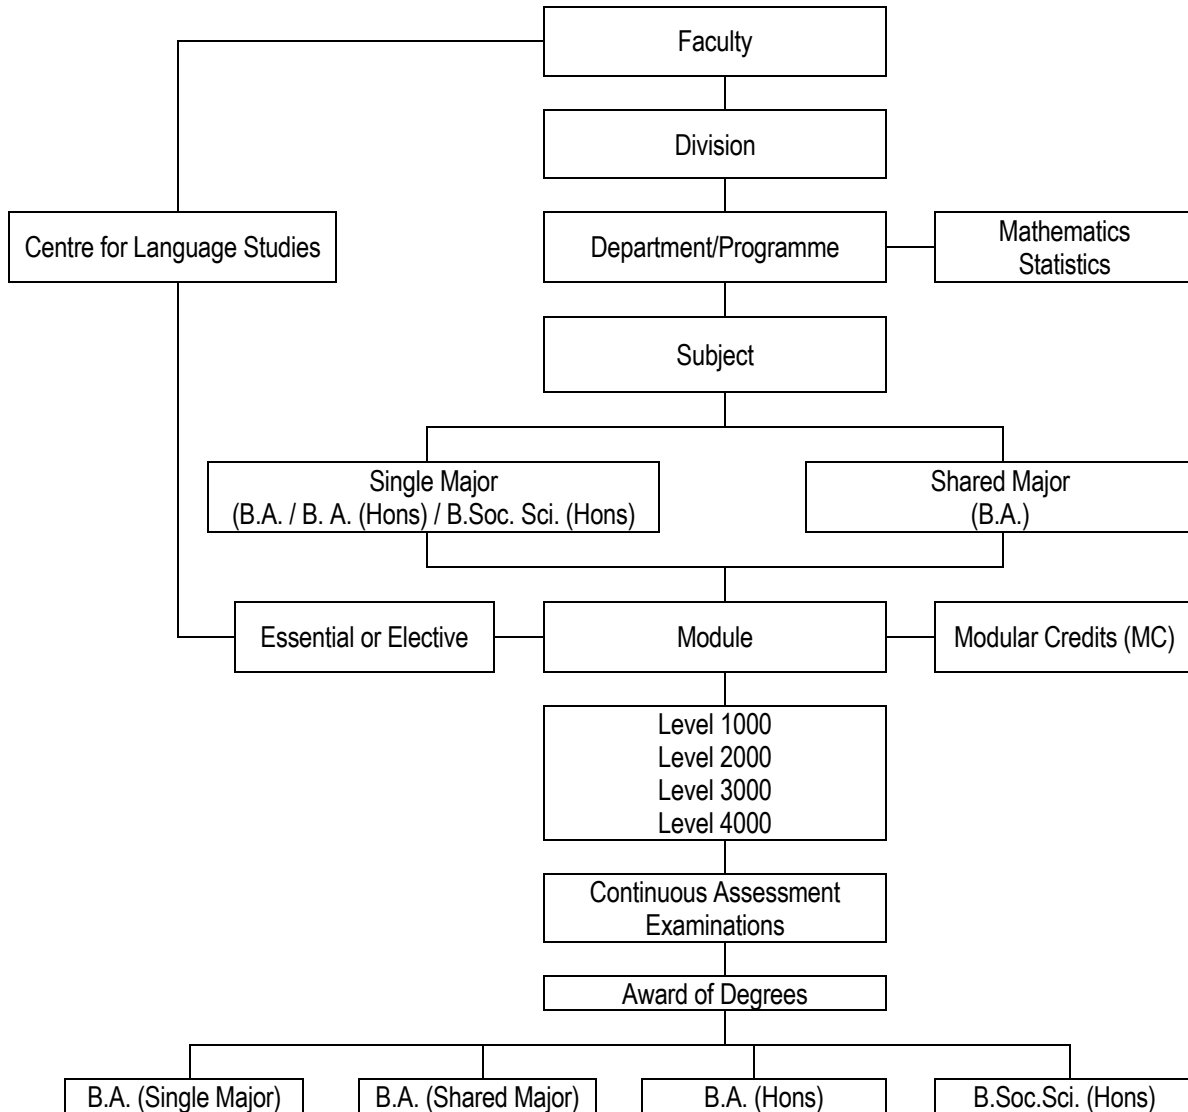 Faculty
Division
Centre for Language Studies
Department/Programme
Mathematics
Statistics
Subject
Single Major
(B.A. / B. A. (Hons) / B.Soc. Sci. (Hons)
Shared Major
(B.A.)
Essential or Elective
Module
Modular Credits (MC)
Level 1000
Level 2000
Level 3000
Level 4000
Continuous Assessment
Examinations
Award of Degrees
B.A. (Single Major)
B.A. (Shared Major)
B.A. (Hons)
B.Soc.Sci. (Hons)